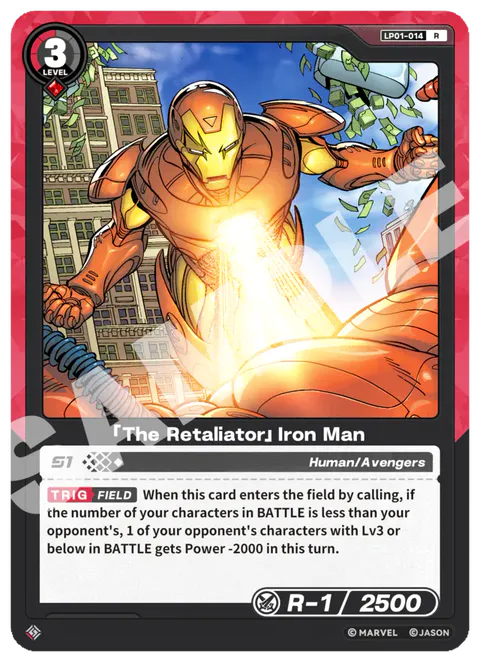 LP01-014 R
3
LEVEL
SAMPLE
「The Retaliator」 Iron Man
S1
Human/Avengers
TRIG FIELD When this card enters the field by calling, if
the number of your characters in BATTLE is less than your
opponent's, 1 of your opponent's characters with Lv3 or
below in BATTLE gets Power -2000 in this turn.
R-1 / 2500
©MARVEL ©JASON